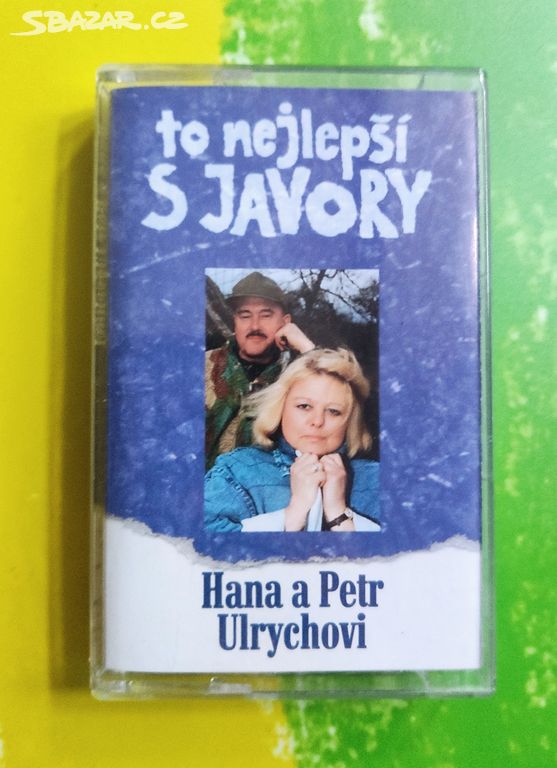 SBAZAR.CZ
to nejlepší
S JAVORY
Hana a Petr
Ulrychovi